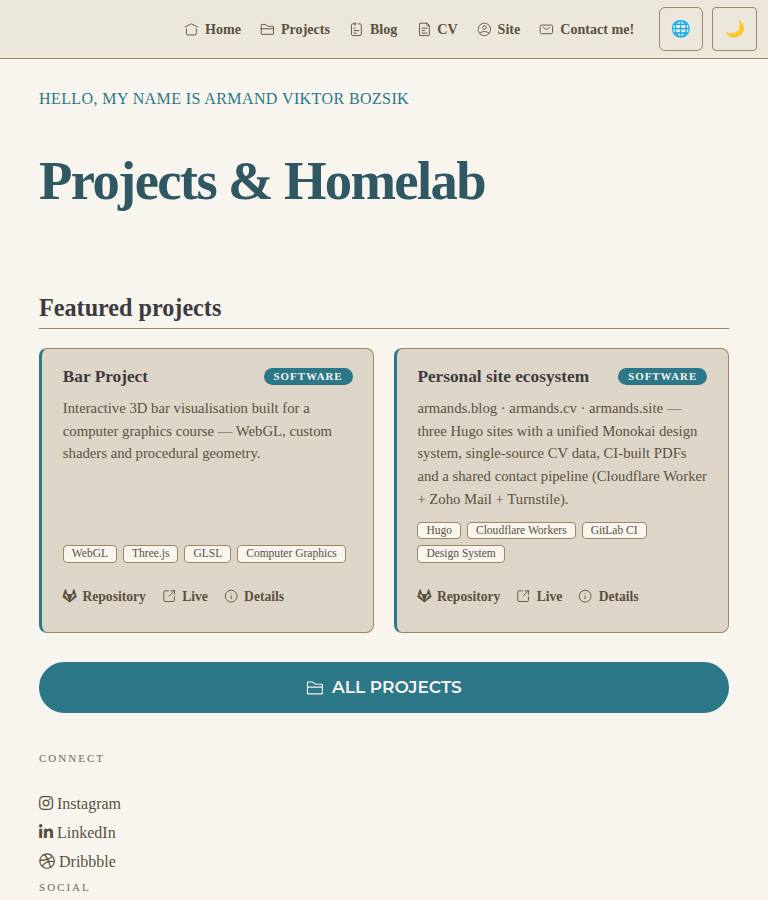 Home Projects Blog CV Site Contact me!
HELLO, MY NAME IS ARMAND VIKTOR BOZSIK
Projects & Homelab
Featured projects
Bar Project SOFTWARE
Interactive 3D bar visualisation built for a
computer graphics course — WebGL, custom
shaders and procedural geometry.
WebGL Three.js GLSL Computer Graphics
Repository Live Details
Personal site ecosystem SOFTWARE
armands.blog · armands.cv · armands.site —
three Hugo sites with a unified Monokai design
system, single-source CV data, CI-built PDFs
and a shared contact pipeline (Cloudflare Worker
+ Zoho Mail + Turnstile).
Hugo Cloudflare Workers GitLab CI
Design System
Repository Live Details
ALL PROJECTS
CONNECT
Instagram
LinkedIn
Dribbble
SOCIAL